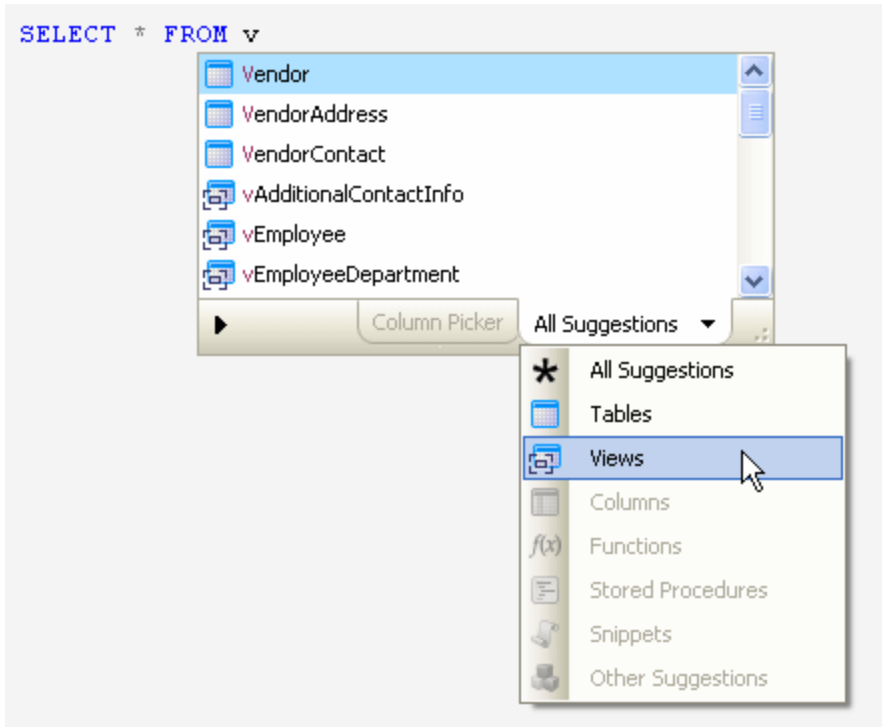 SELECT * FROM v
Vendor
VendorAddress
VendorContact
vAdditionalContactInfo
vEmployee
vEmployeeDepartment
Column Picker All Suggestions
All Suggestions
Tables
Views
Columns
f(x) Functions
Stored Procedures
Snippets
Other Suggestions